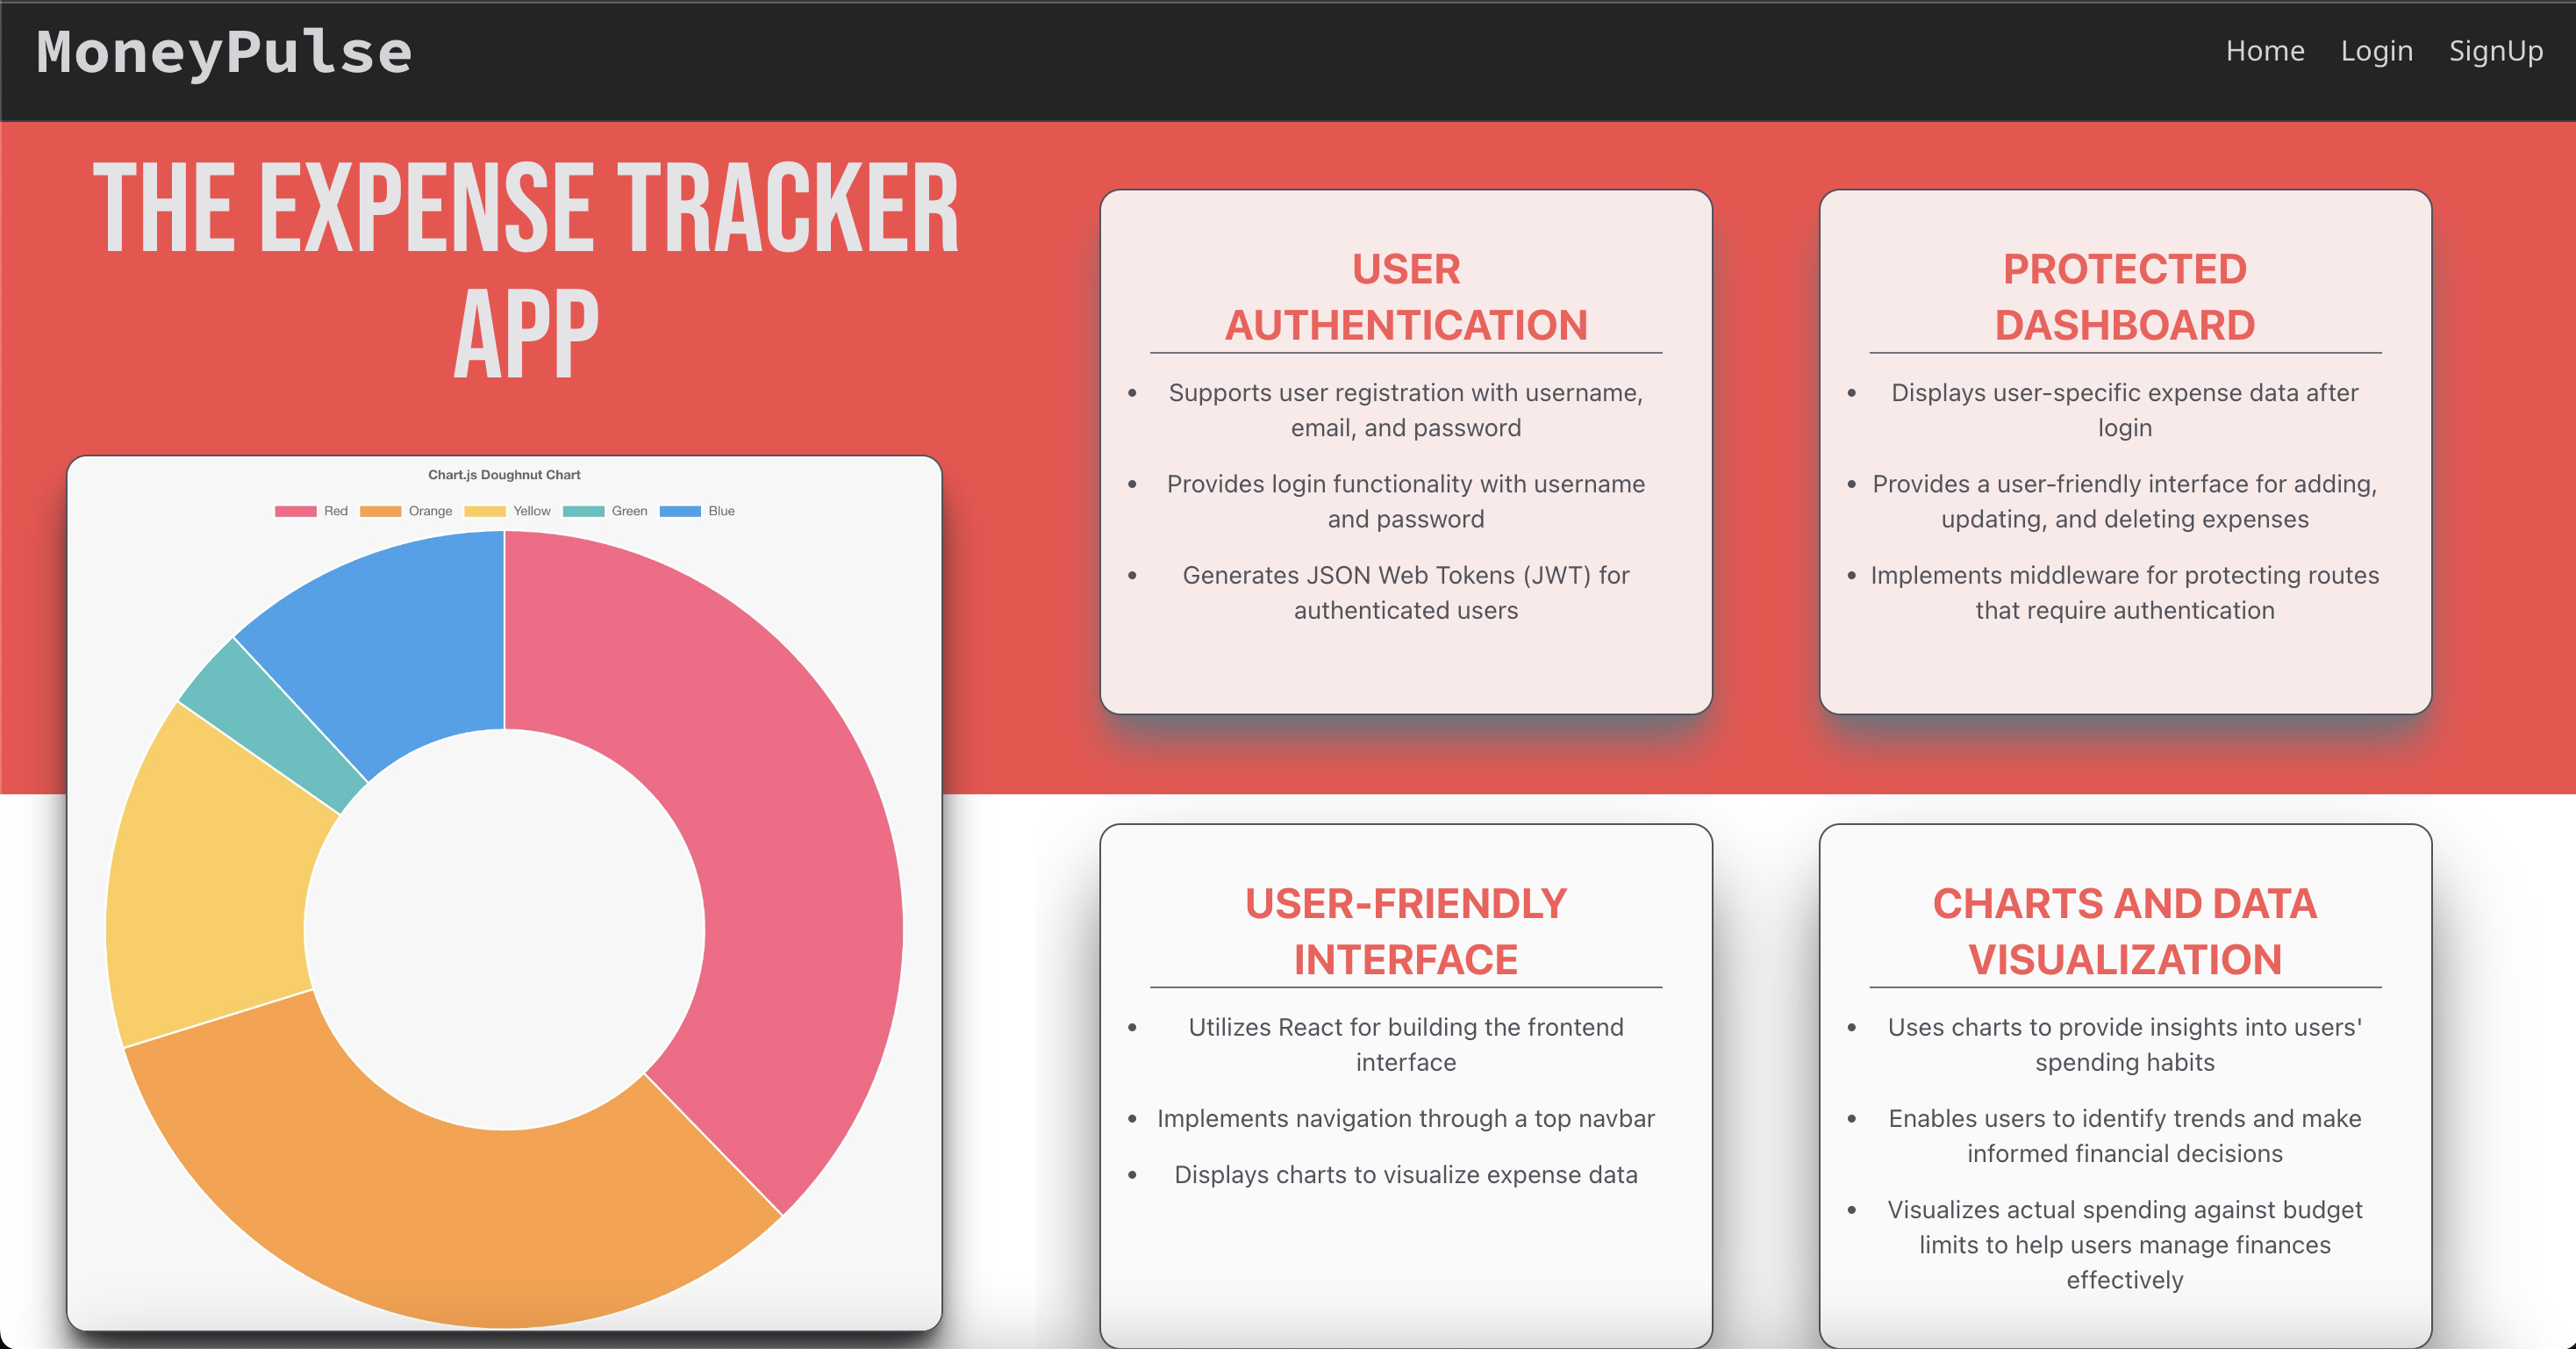 MoneyPulse
Home Login SignUp
THE EXPENSE TRACKER
APP
Chart.js Doughnut Chart
Red Orange Yellow Green Blue
USER
AUTHENTICATION
• Supports user registration with username,
email, and password
• Provides login functionality with username
and password
• Generates JSON Web Tokens (JWT) for
authenticated users
PROTECTED
DASHBOARD
• Displays user-specific expense data after
login
• Provides a user-friendly interface for adding,
updating, and deleting expenses
• Implements middleware for protecting routes
that require authentication
USER-FRIENDLY
INTERFACE
• Utilizes React for building the frontend
interface
• Implements navigation through a top navbar
• Displays charts to visualize expense data
CHARTS AND DATA
VISUALIZATION
• Uses charts to provide insights into users'
spending habits
• Enables users to identify trends and make
informed financial decisions
• Visualizes actual spending against budget
limits to help users manage finances
effectively